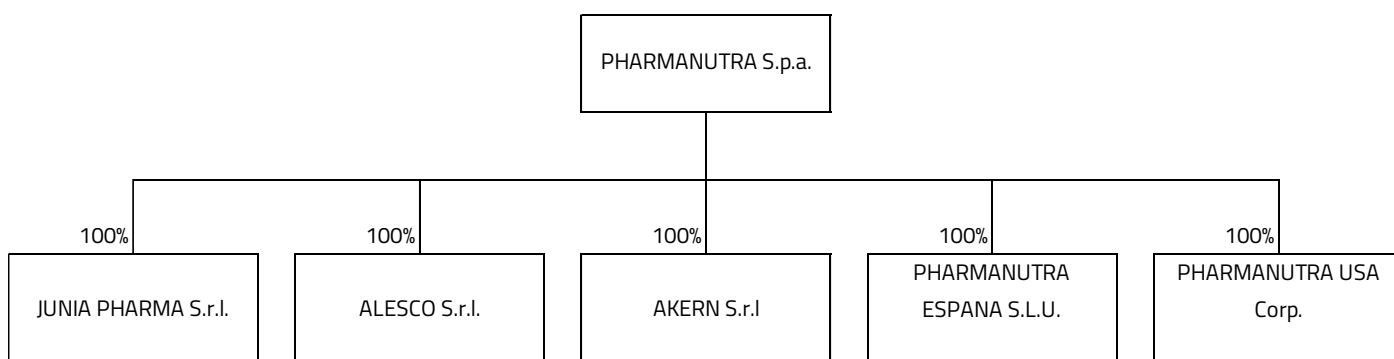 PHARMANUTRA S.p.a.
100%
100%
100%
100%
100%
JUNIA PHARMA S.r.l.
ALESCO S.r.l.
AKERN S.r.l
PHARMANUTRA
ESPANA S.L.U.
PHARMANUTRA USA
Corp.